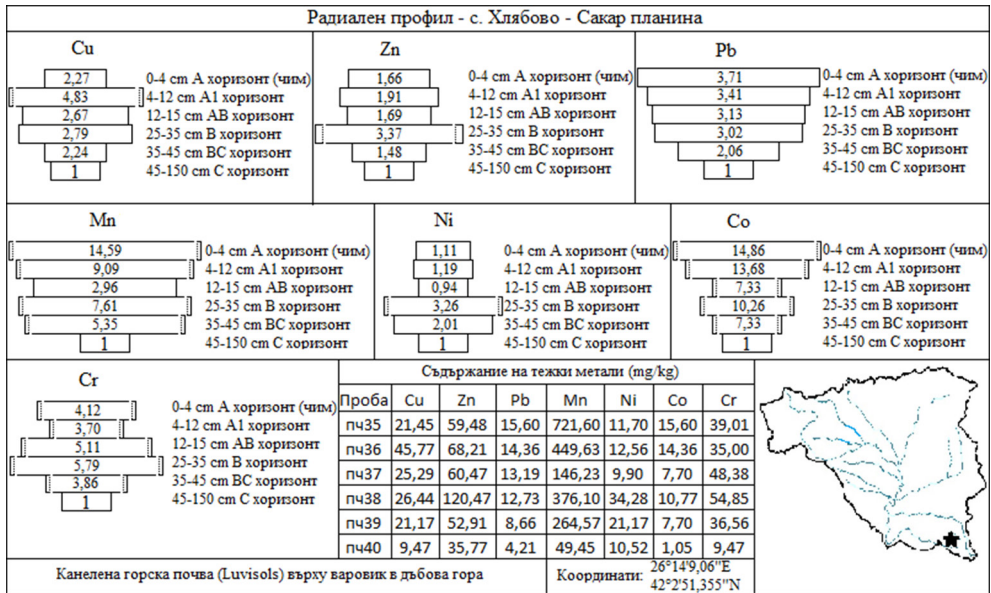 Радиален профил - с. Хлябово - Сакар планина
Cu
2,27 0-4 cm A хоризонт (чим)
4,83 4-12 cm A1 хоризонт
2,67 12-15 cm AB хоризонт
2,79 25-35 cm B хоризонт
2,24 35-45 cm BC хоризонт
1 45-150 cm C хоризонт
Zn
1,66 0-4 cm A хоризонт (чим)
1,91 4-12 cm A1 хоризонт
1,69 12-15 cm AB хоризонт
3,37 25-35 cm B хоризонт
1,48 35-45 cm BC хоризонт
1 45-150 cm C хоризонт
Pb
3,71 0-4 cm A хоризонт (чим)
3,41 4-12 cm A1 хоризонт
3,13 12-15 cm AB хоризонт
3,02 25-35 cm B хоризонт
2,06 35-45 cm BC хоризонт
1 45-150 cm C хоризонт
Mn
14,59 0-4 cm A хоризонт (чим)
9,09 4-12 cm A1 хоризонт
2,96 12-15 cm AB хоризонт
7,61 25-35 cm B хоризонт
5,35 35-45 cm BC хоризонт
1 45-150 cm C хоризонт
Ni
1,11 0-4 cm A хоризонт (чим)
1,19 4-12 cm A1 хоризонт
0,94 12-15 cm AB хоризонт
3,26 25-35 cm B хоризонт
2,01 35-45 cm BC хоризонт
1 45-150 cm C хоризонт
Co
14,86 0-4 cm A хоризонт (чим)
13,68 4-12 cm A1 хоризонт
7,33 12-15 cm AB хоризонт
10,26 25-35 cm B хоризонт
7,33 35-45 cm BC хоризонт
1 45-150 cm C хоризонт
Cr
4,12 0-4 cm A хоризонт (чим)
3,70 4-12 cm A1 хоризонт
5,11 12-15 cm AB хоризонт
5,79 25-35 cm B хоризонт
3,86 35-45 cm BC хоризонт
1 45-150 cm C хоризонт
Съдържание на тежки метали (mg/kg)
Проба Cu Zn Pb Mn Ni Co Cr
пч35 21,45 59,48 15,60 721,60 11,70 15,60 39,01
пч36 45,77 68,21 14,36 449,63 12,56 14,36 35,00
пч37 25,29 60,47 13,19 146,23 9,90 7,70 48,38
пч38 26,44 120,47 12,73 376,10 34,28 10,77 54,85
пч39 21,17 52,91 8,66 264,57 21,17 7,70 36,56
пч40 9,47 35,77 4,21 49,45 10,52 1,05 9,47
Канелена горска почва (Luvisols) върху варовик в дъбова гора
Координати: 26°14'9,06"E
42°2'51,355"N